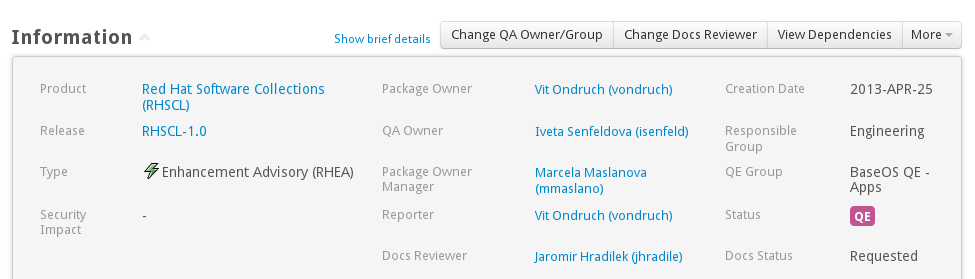 Information
Show brief details
Change QA Owner/Group
Change Docs Reviewer
View Dependencies
More
Product
Red Hat Software Collections
(RHSCL)
Package Owner
Vit Ondruch (vondruch)
Creation Date
2013-APR-25
Release
RHSCL-1.0
QA Owner
Iveta Senfeldova (isenfeld)
Responsible
Group
Engineering
Type
Enhancement Advisory (RHEA)
Package Owner
Manager
Marcela Maslanova
(mmaslano)
QE Group
BaseOS QE -
Apps
Security
Impact
-
Reporter
Vit Ondruch (vondruch)
Status
QE
Docs Reviewer
Jaromir Hradilek (jhradile)
Docs Status
Requested